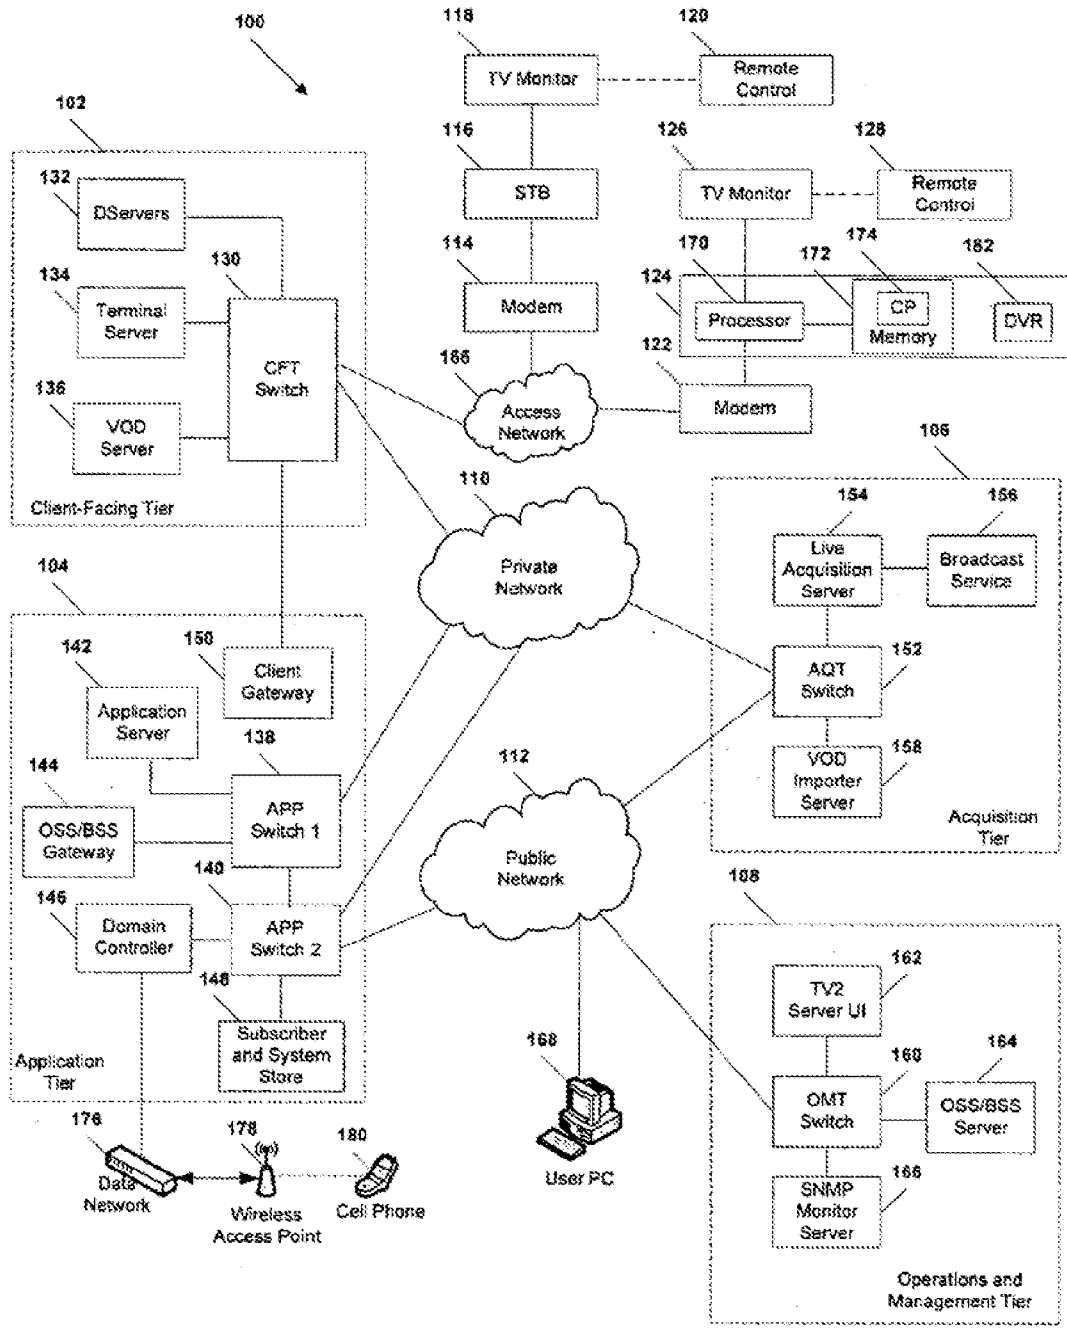 100
118
120
TV Monitor
Remote
Control
102
116
126
128
132
DServers
STB
TV Monitor
Remote
Control
134
130
114
170
172
174
182
Terminal
Server
Modem
124
Processor
CP
Memory
DVR
CFT
Switch
122
136
166
Access
Network
Modem
VOD
Server
106
110
Client-Facing Tier
154
156
Live
Acquisition
Server
Broadcast
Service
Private
Network
104
142
150
Client
Gateway
152
AQT
Switch
Application
Server
138
112
144
APP
Switch 1
VOD
Importer
Server
158
OSS/BSS
Gateway
Acquisition
Tier
Public
Network
140
108
146
Domain
Controller
APP
Switch 2
162
TV2
Server UI
148
Subscriber
and System
Store
168
160
164
Application
Tier
OMT
Switch
OSS/BSS
Server
176
178
180
Data
Network
Wireless
Access Point
Cell Phone
User PC
SNMP
Monitor
Server
166
Operations and
Management Tier